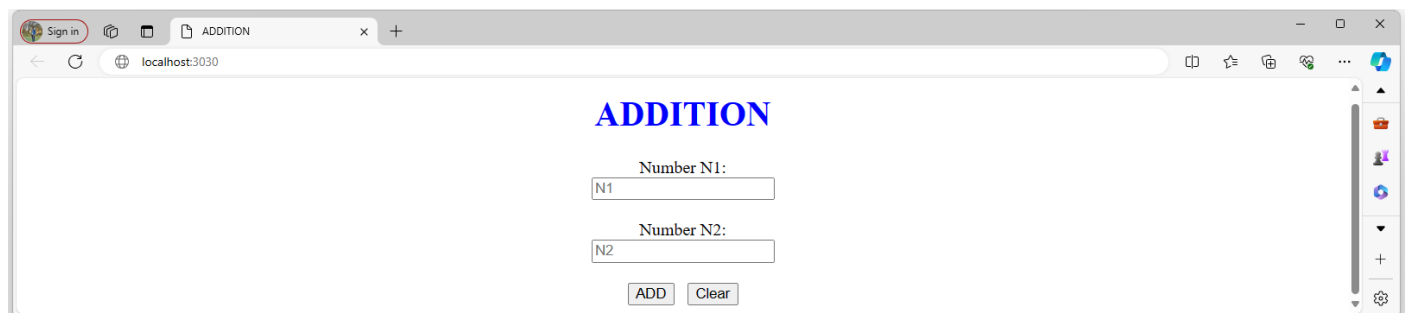 Sign in
ADDITION
localhost:3030
ADDITION
Number N1:
N1
Number N2:
N2
ADD Clear